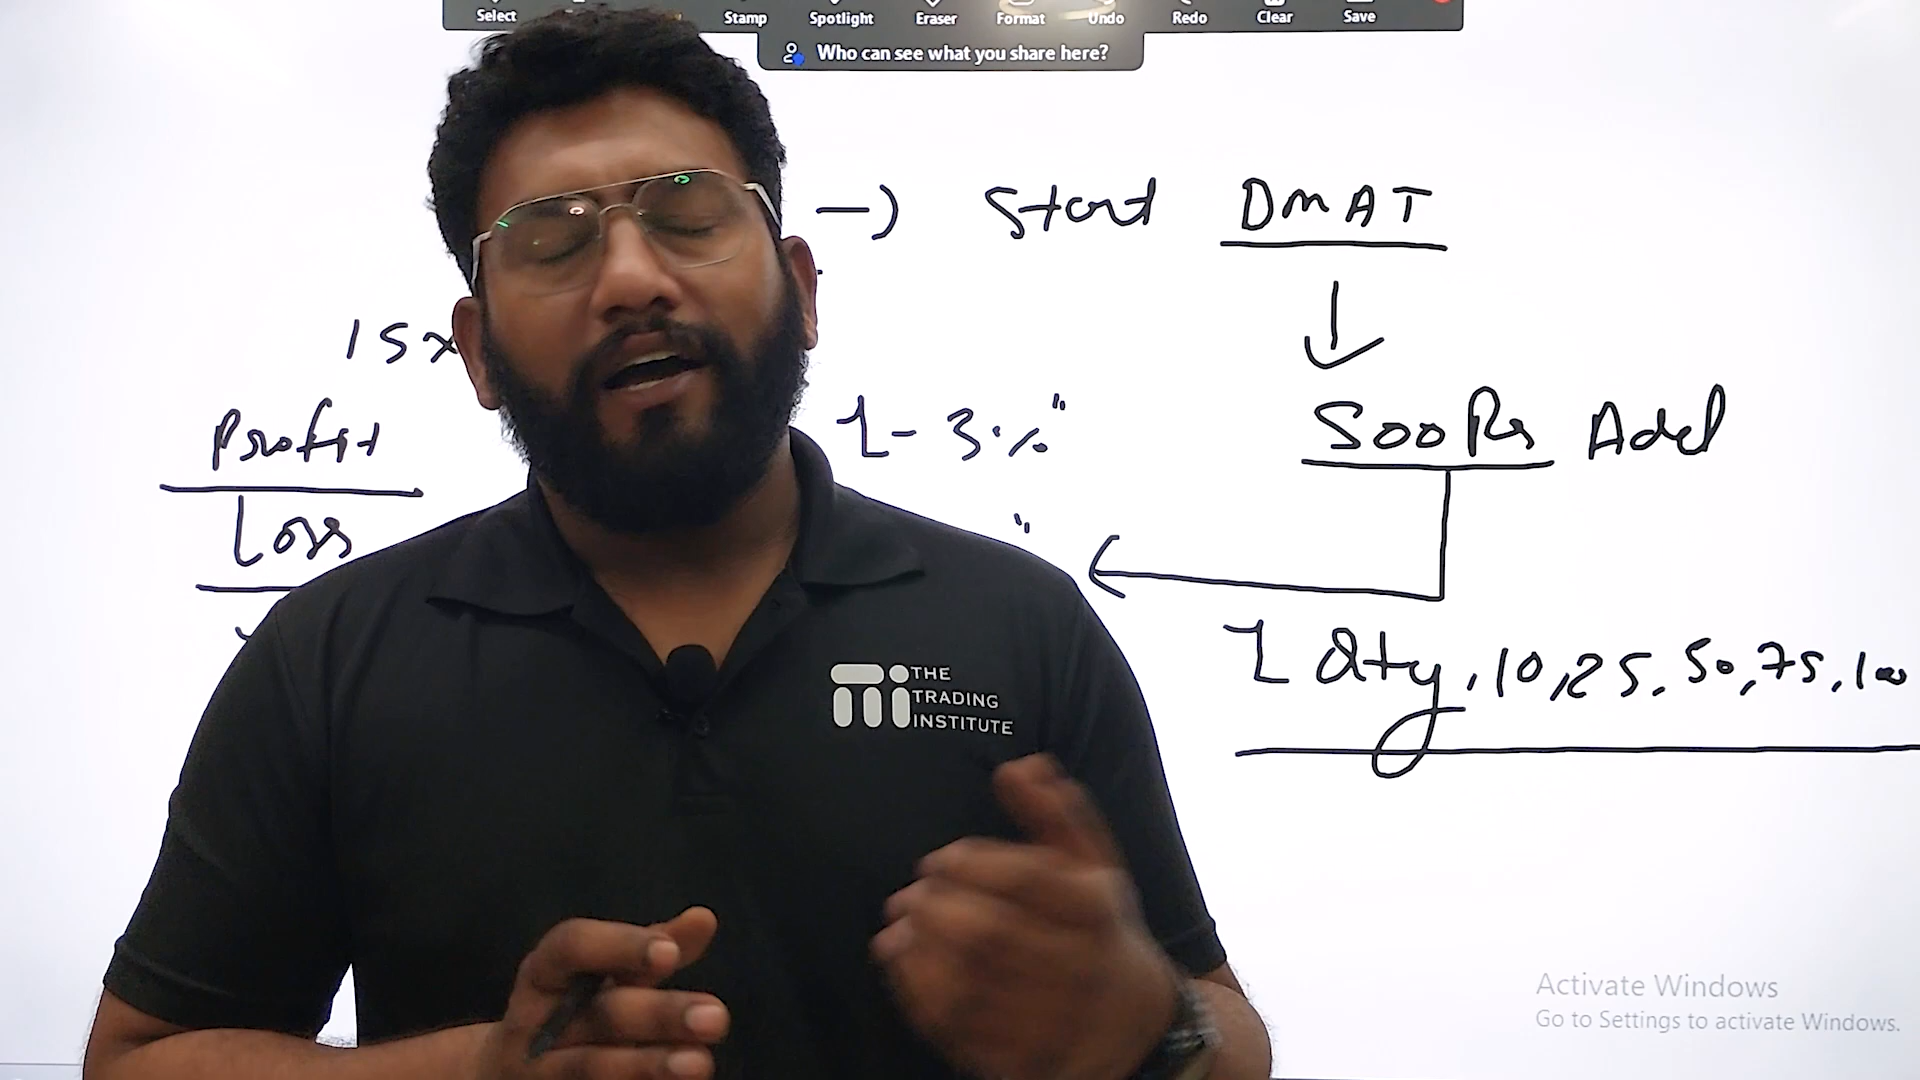 Select Stamp Spotlight Eraser Format Undo Redo Clear Save
Who can see what you share here?
—) Start DMAT
15x
Profit
1-3%"
500 Rs Add
Loss
"
1 Qty, 10, 25, 50, 75, 100
THE
TRADING
INSTITUTE
Activate Windows
Go to Settings to activate Windows.